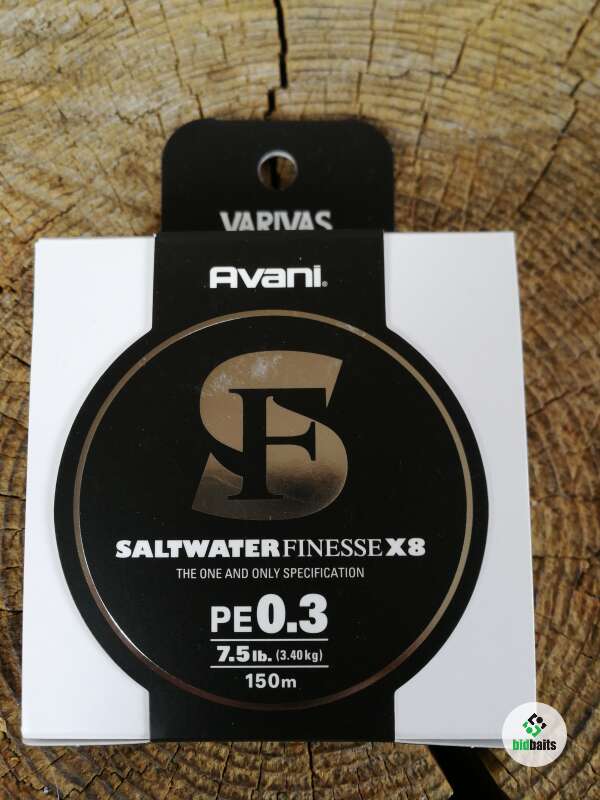 VARIVAS
Avani®
SF
SALTWATER FINESSE X8
THE ONE AND ONLY SPECIFICATION
PE 0.3
7.5lb. (3.40kg)
150m
bidbaits